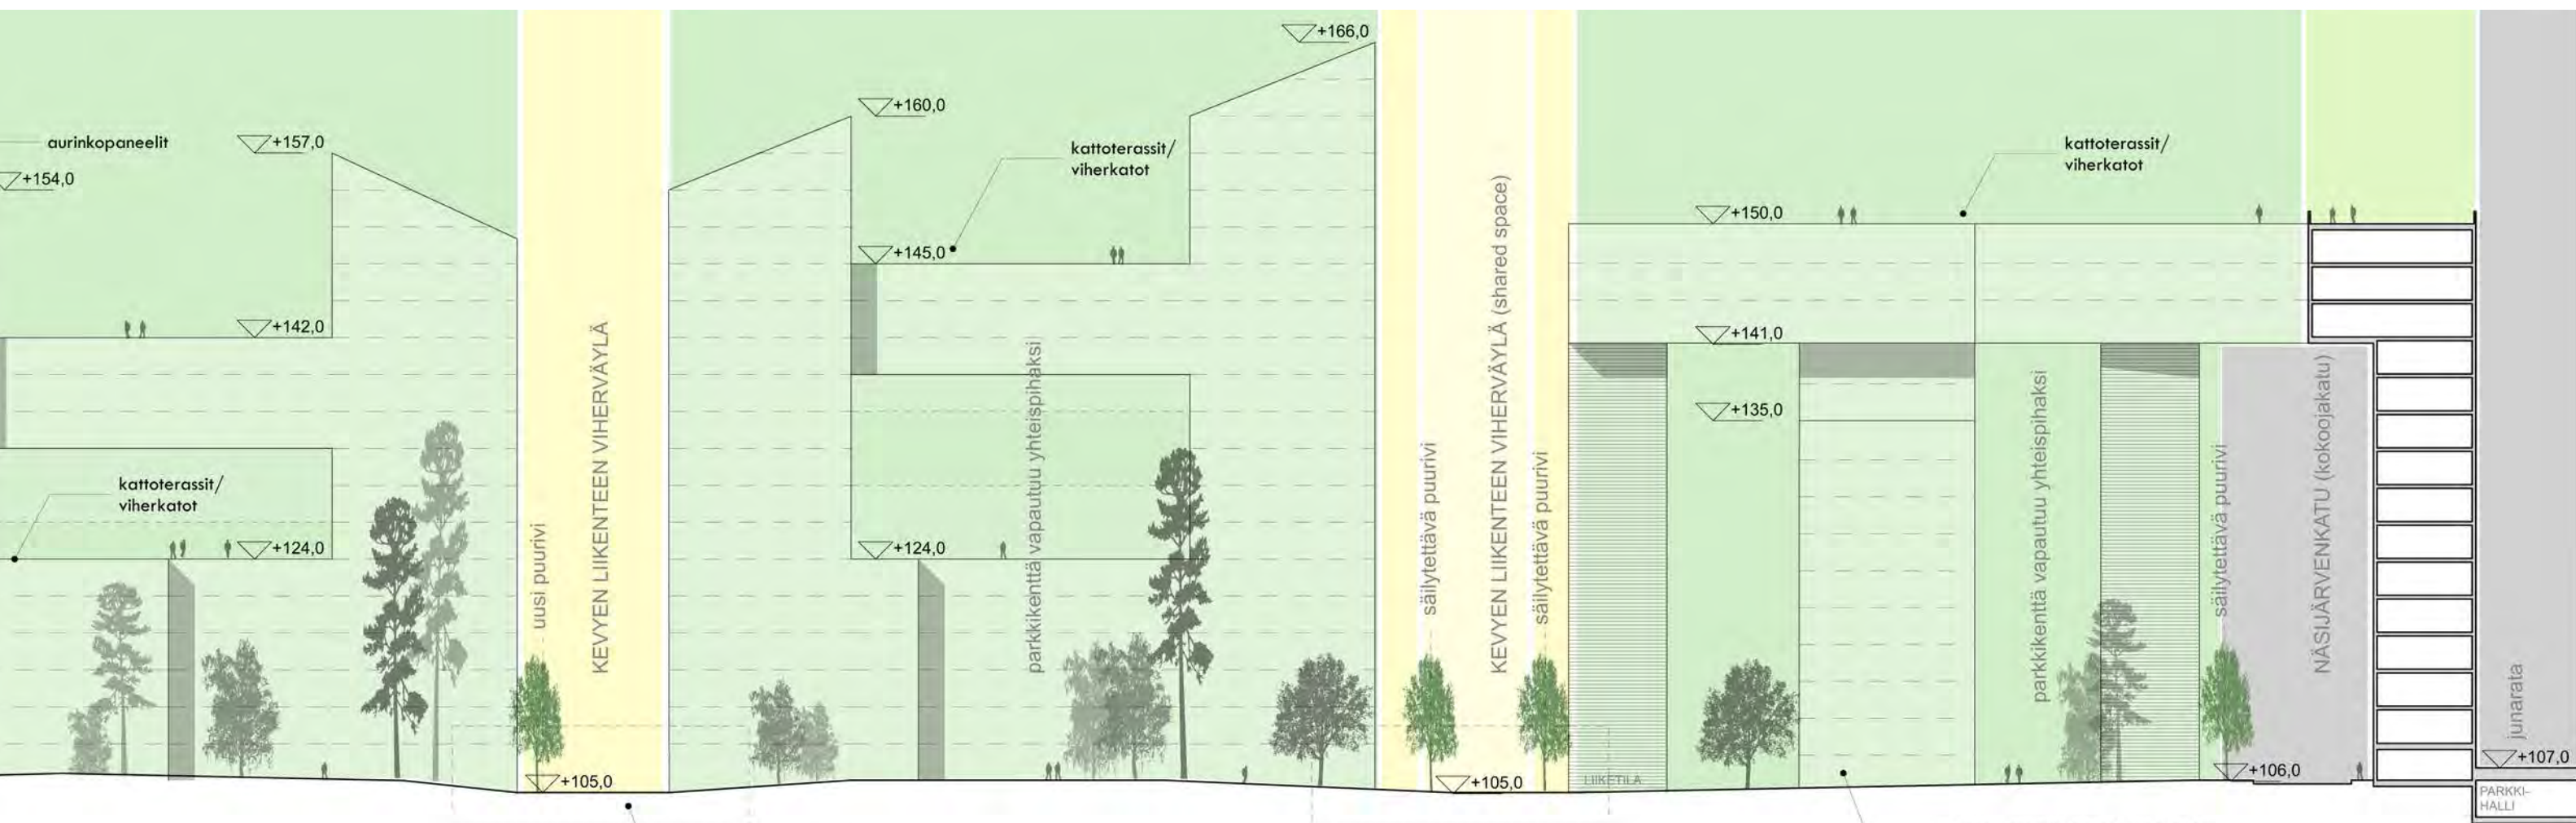 aurinkopaneelit
+154,0
+157,0
+142,0
kattoterassit/
viherkatot
+124,0
uusi puurivi
KEVYEN LIIKENTEEN VIHERVÄYLÄ
+105,0
+160,0
+145,0
kattoterassit/
viherkatot
+124,0
parkkikenttä vapautuu yhteispihaksi
+166,0
säilytettävä puurivi
KEVYEN LIIKENTEEN VIHERVÄYLÄ (shared space)
säilytettävä puurivi
+105,0
LIIKETILA
+150,0
+141,0
+135,0
kattoterassit/
viherkatot
parkkikenttä vapautuu yhteispihaksi
säilytettävä puurivi
+106,0
NÄSIJÄRVENKATU (kokoojakatu)
junarata
+107,0
PARKKI-
HALLI